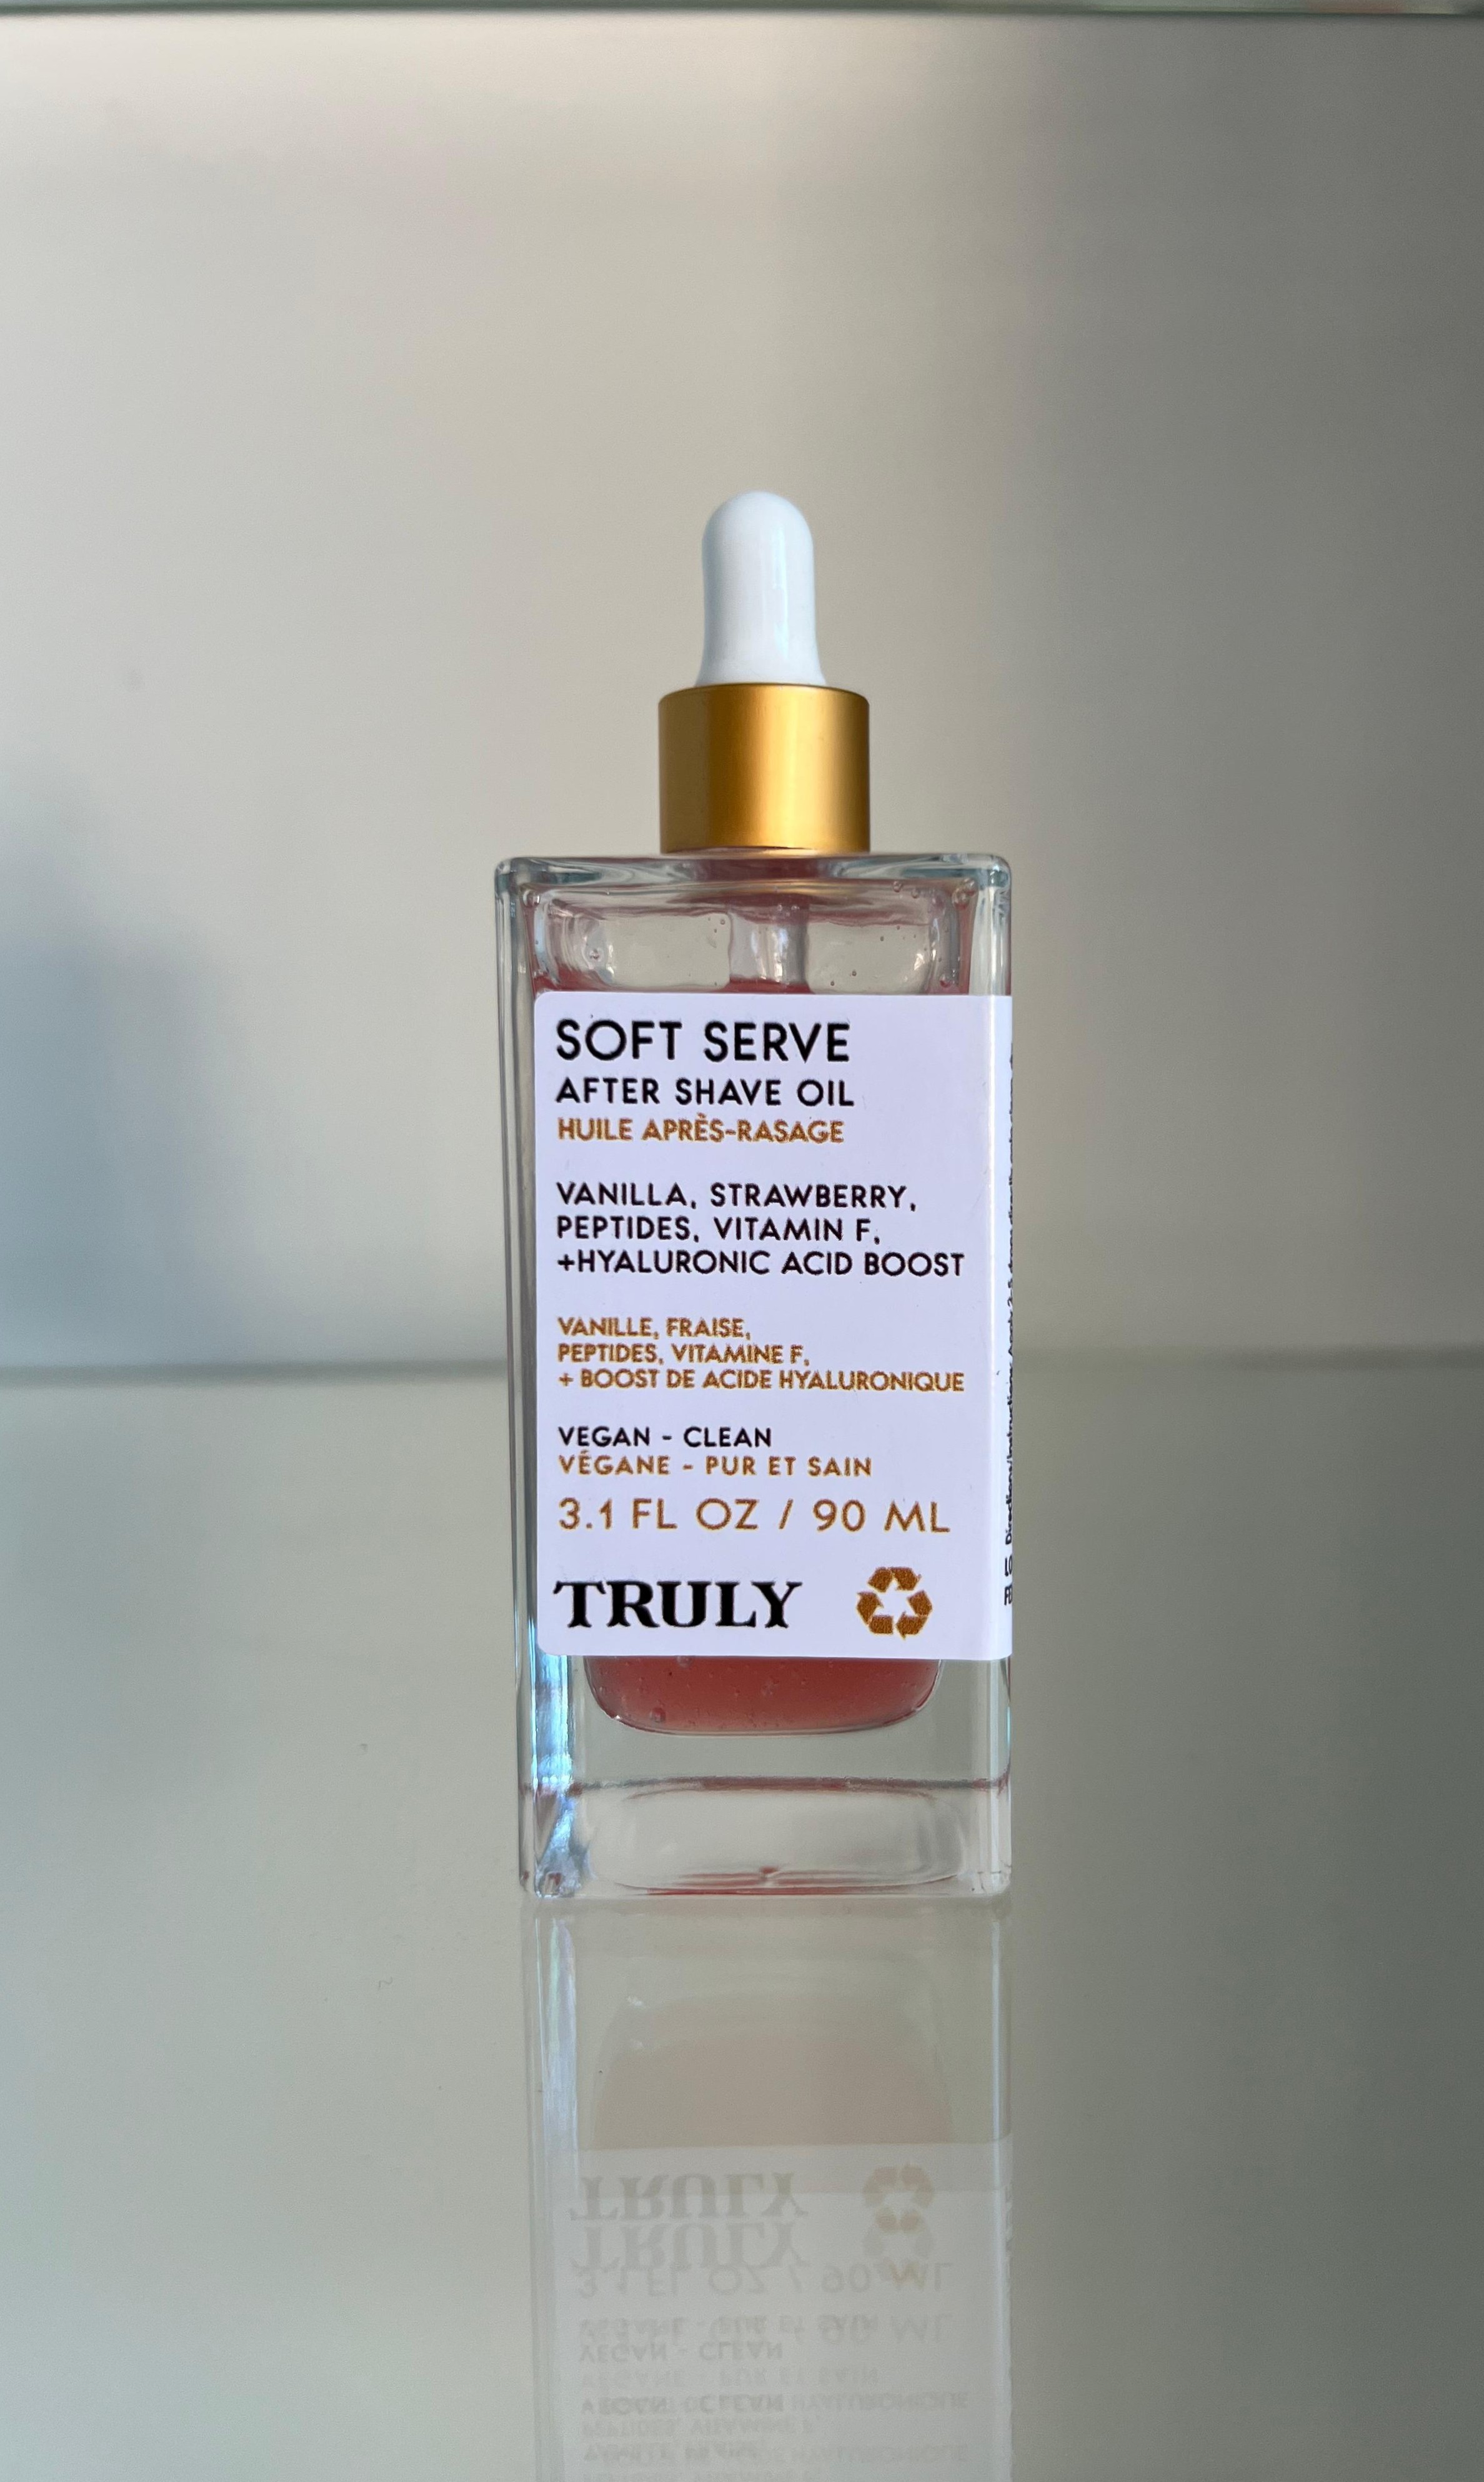 SOFT SERVE
AFTER SHAVE OIL
HUILE APRÈS-RASAGE
VANILLA, STRAWBERRY,
PEPTIDES, VITAMIN F,
+HYALURONIC ACID BOOST
VANILLE, FRAISE,
PEPTIDES, VITAMINE F,
+ BOOST DE ACIDE HYALURONIQUE
VEGAN - CLEAN
VÉGANE - PUR ET SAIN
3.1 FL OZ / 90 ML
TRULY